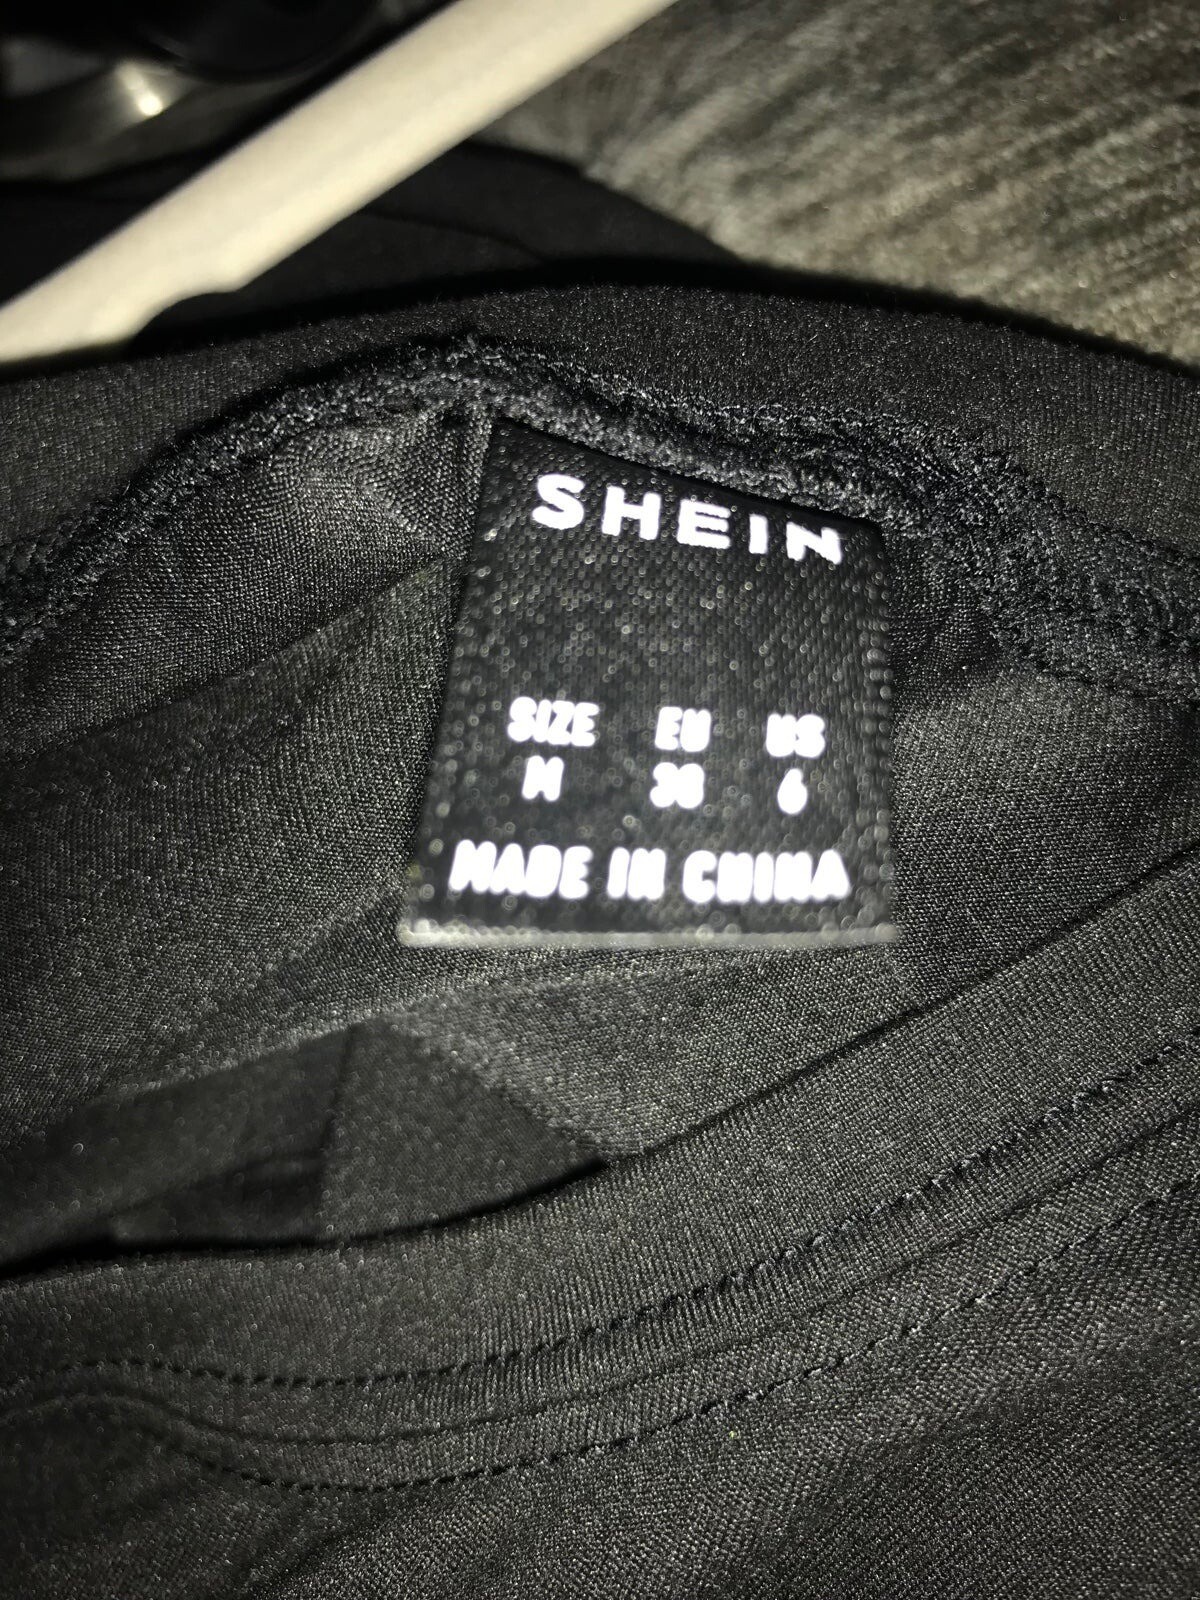 SHEIN
SIZE EU US
M 38 6
MADE IN CHINA